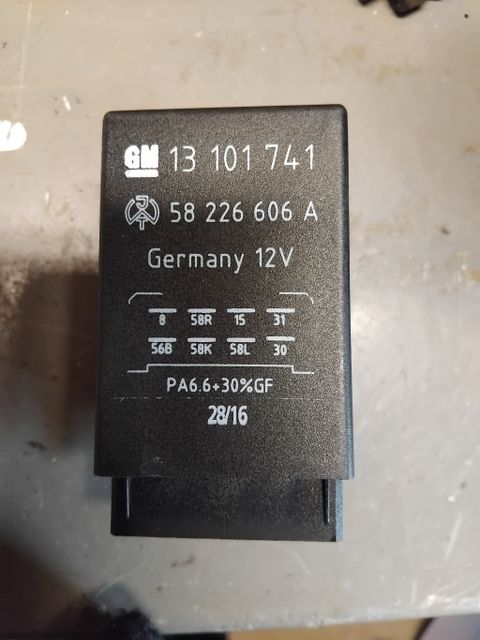 GM 13 101 741
58 226 606 A
Germany 12V
8 58R 15 31
56B 58K 58L 30
PA6.6+30%GF
28/16